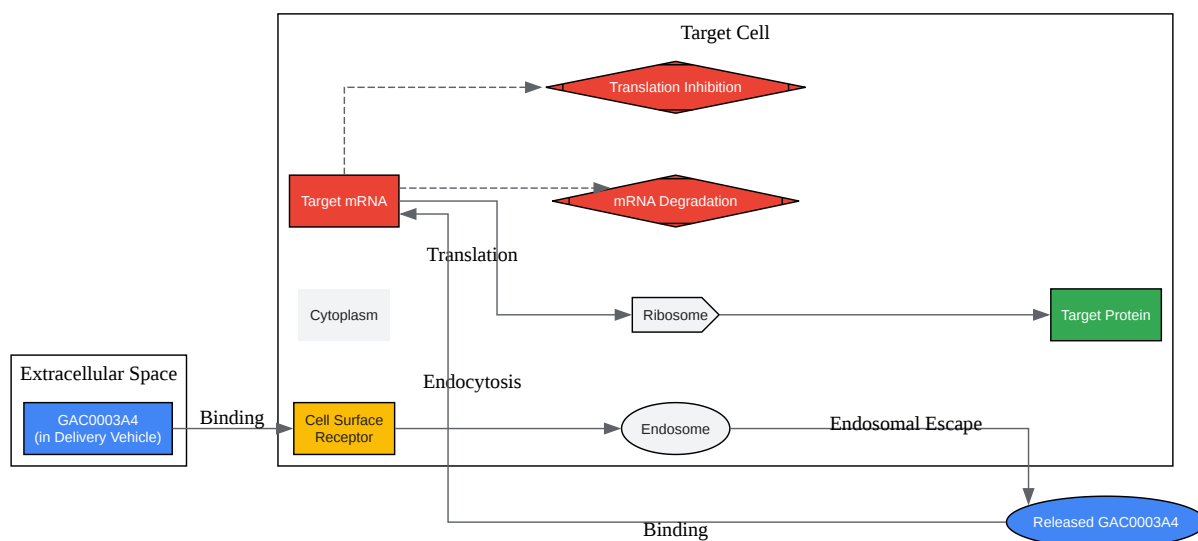 Target Cell
Translation Inhibition
Target mRNA
mRNA Degradation
Translation
Cytoplasm
Ribosome
Target Protein
Extracellular Space
Endocytosis
GAC0003A4
(in Delivery Vehicle)
Binding
Cell Surface
Receptor
Endosome
Endosomal Escape
Released GAC0003A4
Binding